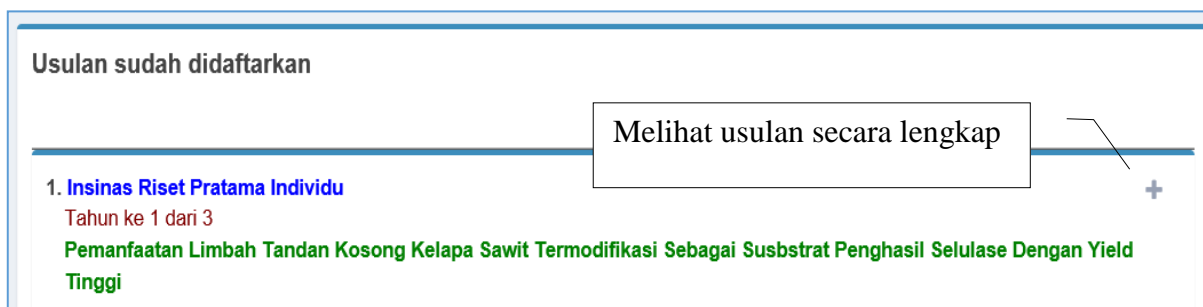 Usulan sudah didaftarkan
Melihat usulan secara lengkap
1. Insinas Riset Pratama Individu
Tahun ke 1 dari 3
Pemanfaatan Limbah Tandan Kosong Kelapa Sawit Termodifikasi Sebagai Susbstrat Penghasil Selulase Dengan Yield
Tinggi